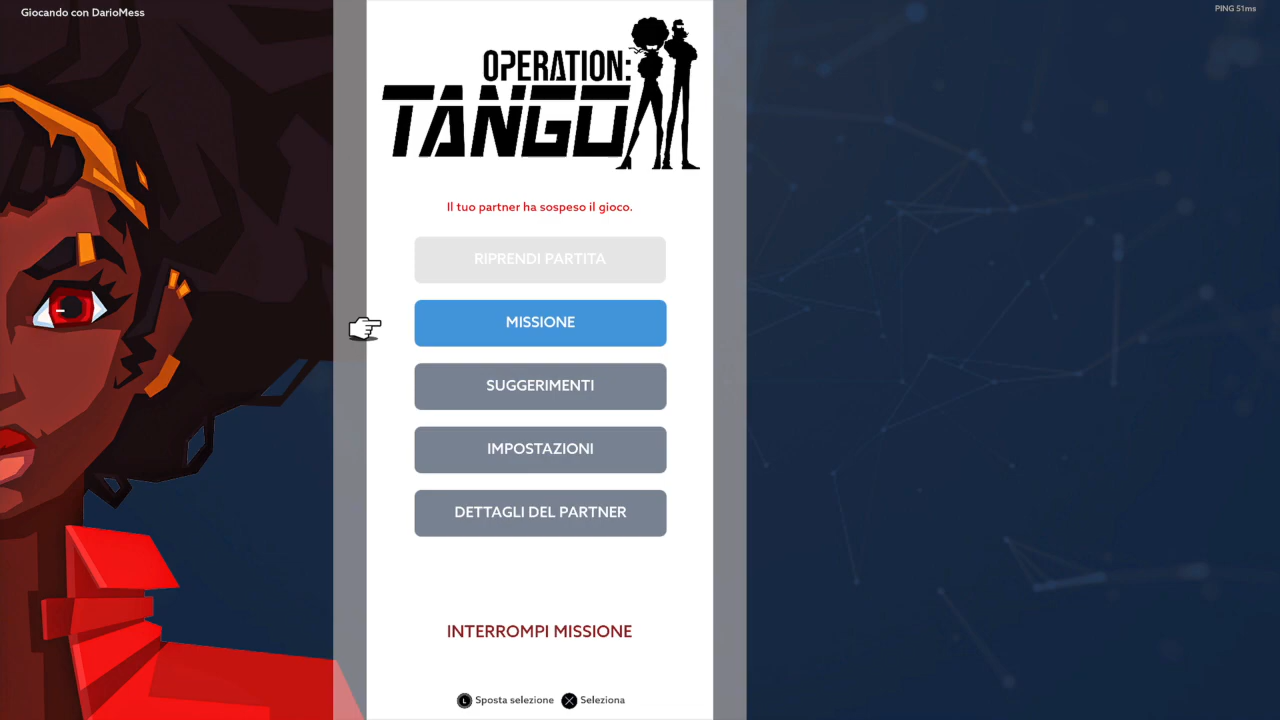 Giocando con DarioMess
PING 51ms
OPERATION:
TANGO
Il tuo partner ha sospeso il gioco.
RIPRENDI PARTITA
MISSIONE
SUGGERIMENTI
IMPOSTAZIONI
DETTAGLI DEL PARTNER
INTERROMPI MISSIONE
L Sposta selezione Seleziona